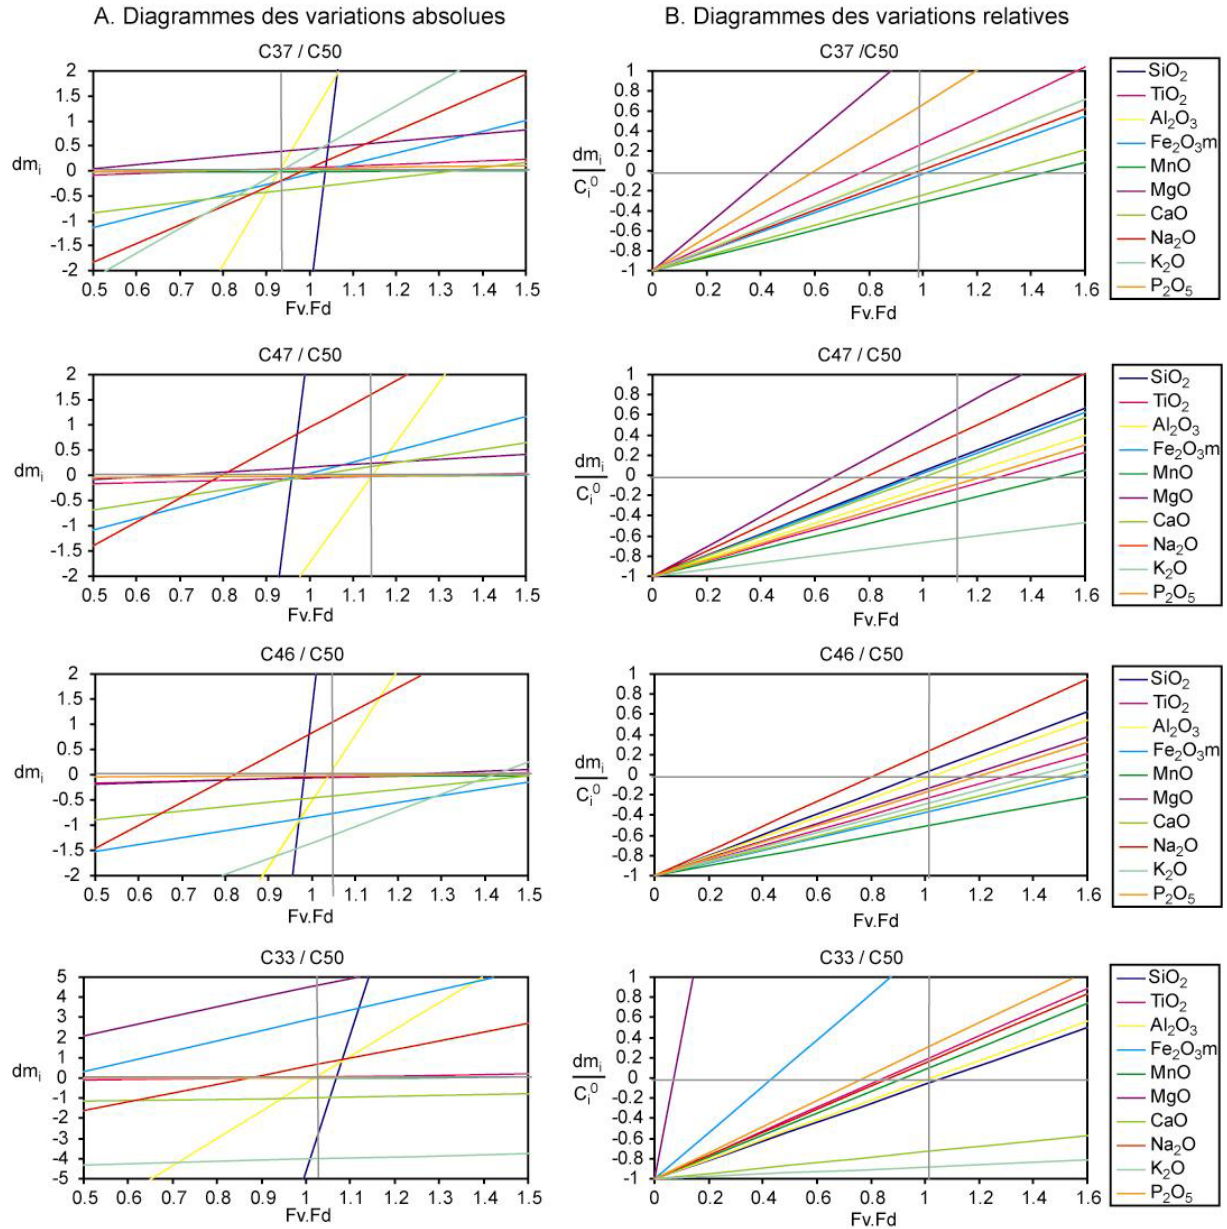 A. Diagrammes des variations absolues
B. Diagrammes des variations relatives
C37 / C50
2
1.5
1
0.5
0
-0.5
-1
-1.5
-2
dmᵢ
0.5 0.6 0.7 0.8 0.9 1 1.1 1.2 1.3 1.4 1.5
Fv.Fd
C37 /C50
1
0.8
0.6
0.4
0.2
0
-0.2
-0.4
-0.6
-0.8
-1
dmᵢ
Cᵢ⁰
0 0.2 0.4 0.6 0.8 1 1.2 1.4 1.6
Fv.Fd
SiO₂
TiO₂
Al₂O₃
Fe₂O₃m
MnO
MgO
CaO
Na₂O
K₂O
P₂O₅
C47 / C50
2
1.5
1
0.5
0
-0.5
-1
-1.5
-2
dmᵢ
0.5 0.6 0.7 0.8 0.9 1 1.1 1.2 1.3 1.4 1.5
Fv.Fd
C47 / C50
1
0.8
0.6
0.4
0.2
0
-0.2
-0.4
-0.6
-0.8
-1
dmᵢ
Cᵢ⁰
0 0.2 0.4 0.6 0.8 1 1.2 1.4 1.6
Fv.Fd
SiO₂
TiO₂
Al₂O₃
Fe₂O₃m
MnO
MgO
CaO
Na₂O
K₂O
P₂O₅
C46 / C50
2
1.5
1
0.5
0
-0.5
-1
-1.5
-2
dmᵢ
0.5 0.6 0.7 0.8 0.9 1 1.1 1.2 1.3 1.4 1.5
Fv.Fd
C46 / C50
1
0.8
0.6
0.4
0.2
0
-0.2
-0.4
-0.6
-0.8
-1
dmᵢ
Cᵢ⁰
0 0.2 0.4 0.6 0.8 1 1.2 1.4 1.6
Fv.Fd
SiO₂
TiO₂
Al₂O₃
Fe₂O₃m
MnO
MgO
CaO
Na₂O
K₂O
P₂O₅
C33 / C50
5
4
3
2
1
0
-1
-2
-3
-4
-5
dmᵢ
0.5 0.6 0.7 0.8 0.9 1 1.1 1.2 1.3 1.4 1.5
Fv.Fd
C33 / C50
1
0.8
0.6
0.4
0.2
0
-0.2
-0.4
-0.6
-0.8
-1
dmᵢ
Cᵢ⁰
0 0.2 0.4 0.6 0.8 1 1.2 1.4 1.6
Fv.Fd
SiO₂
TiO₂
Al₂O₃
Fe₂O₃m
MnO
MgO
CaO
Na₂O
K₂O
P₂O₅